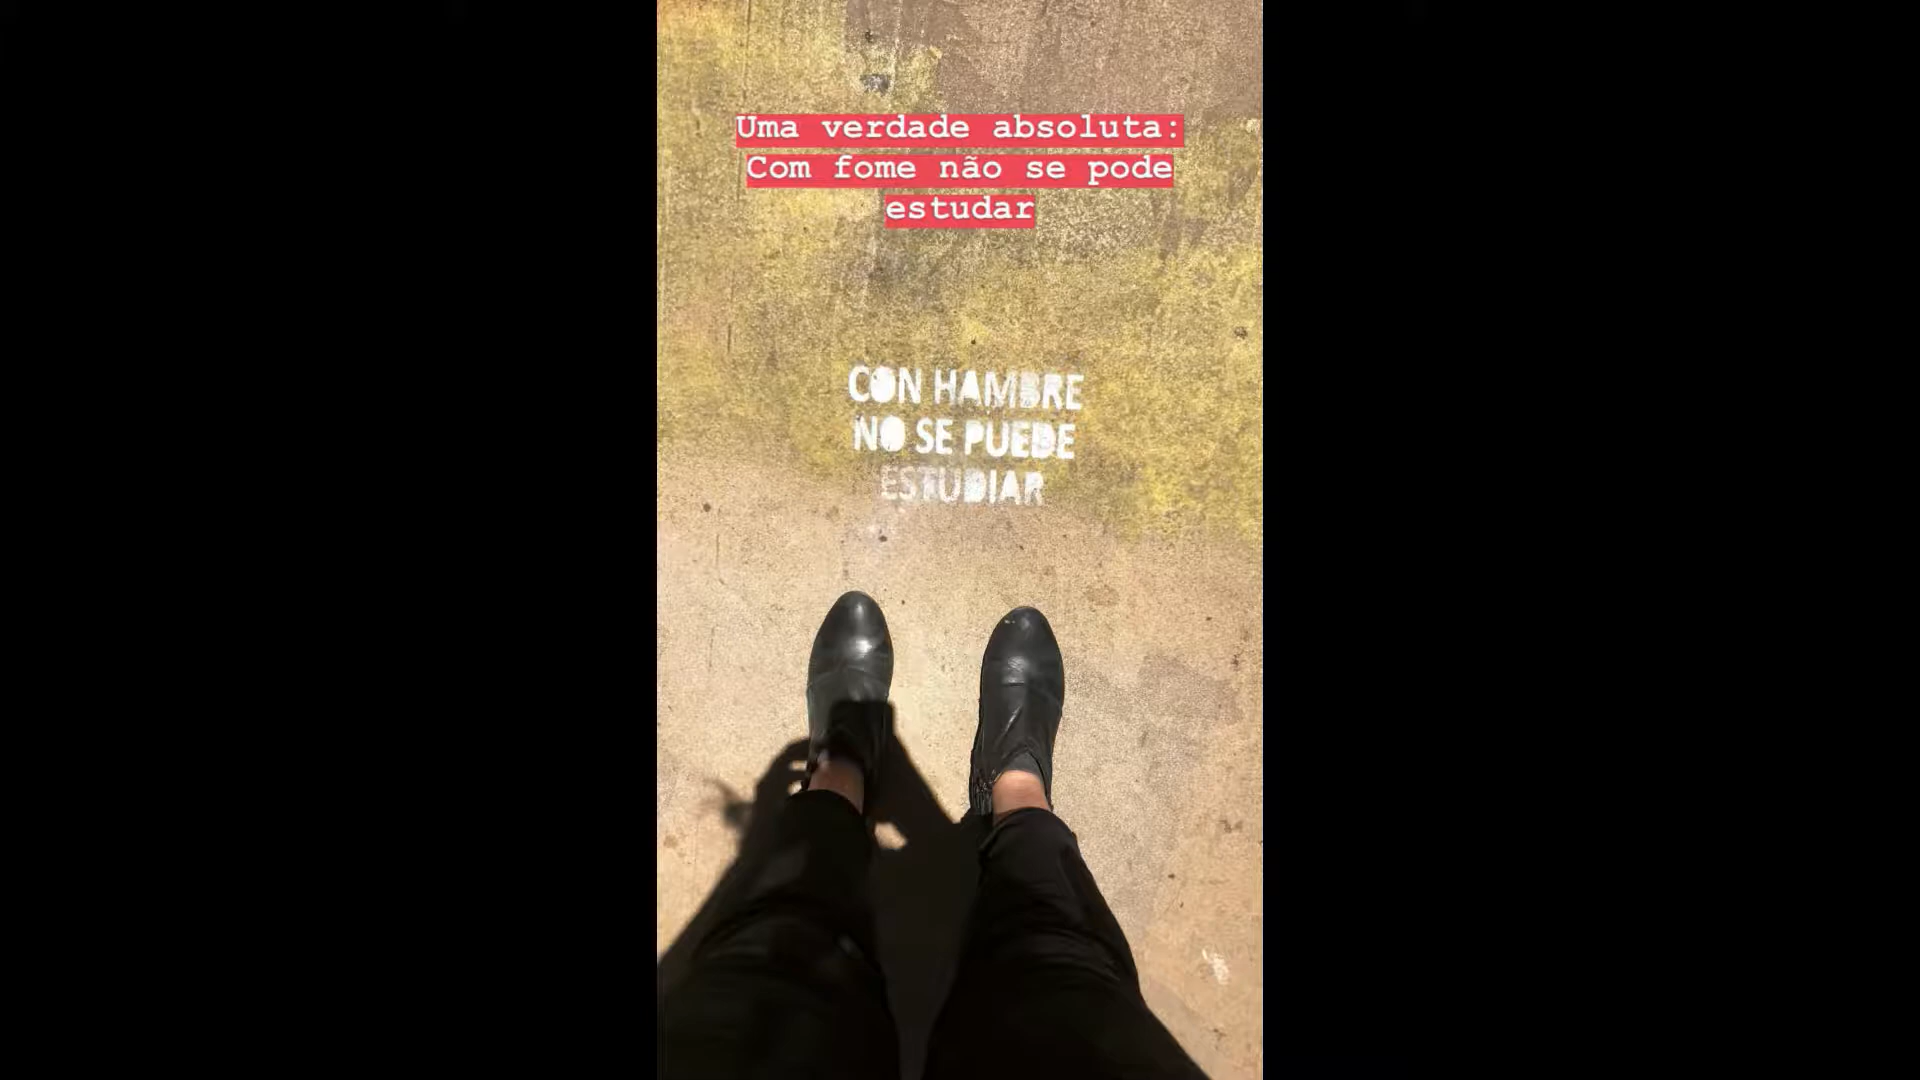 Uma verdade absoluta:
Com fome não se pode
estudar
CON HAMBRE
NO SE PUEDE
ESTUDIAR